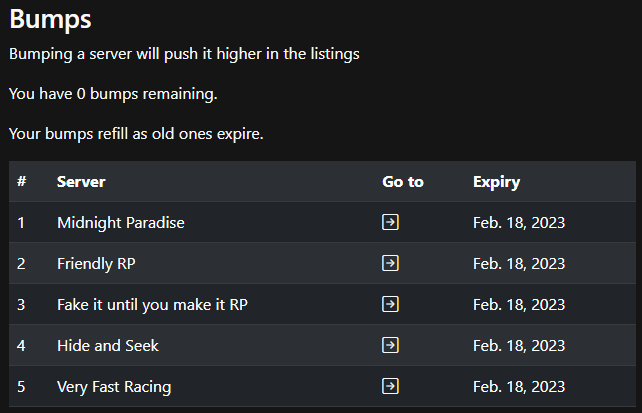 Bumps
Bumping a server will push it higher in the listings
You have 0 bumps remaining.
Your bumps refill as old ones expire.
# Server Go to Expiry
1 Midnight Paradise Feb. 18, 2023
2 Friendly RP Feb. 18, 2023
3 Fake it until you make it RP Feb. 18, 2023
4 Hide and Seek Feb. 18, 2023
5 Very Fast Racing Feb. 18, 2023